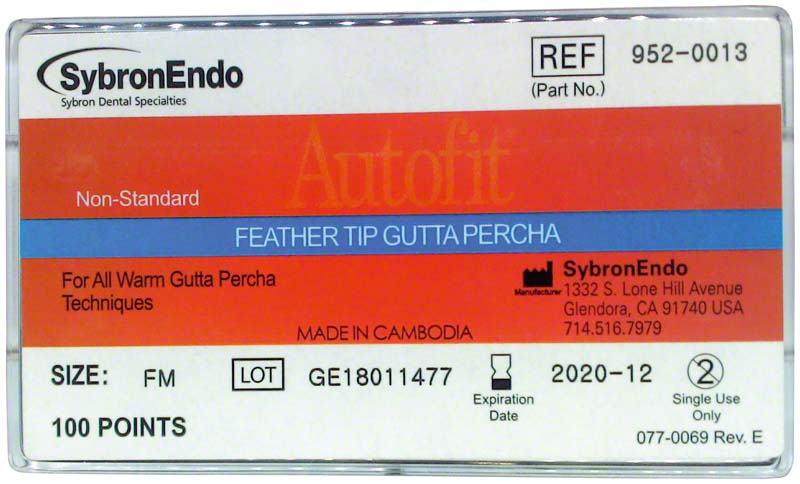 SybronEndo
Sybron Dental Specialties
REF 952-0013
(Part No.)
Autofit
Non-Standard
FEATHER TIP GUTTA PERCHA
For All Warm Gutta Percha
Techniques
Manufacturer
SybronEndo
1332 S. Lone Hill Avenue
Glendora, CA 91740 USA
714.516.7979
MADE IN CAMBODIA
SIZE: FM LOT GE18011477 2020-12 2
Expiration
Date
Single Use
Only
100 POINTS
077-0069 Rev. E